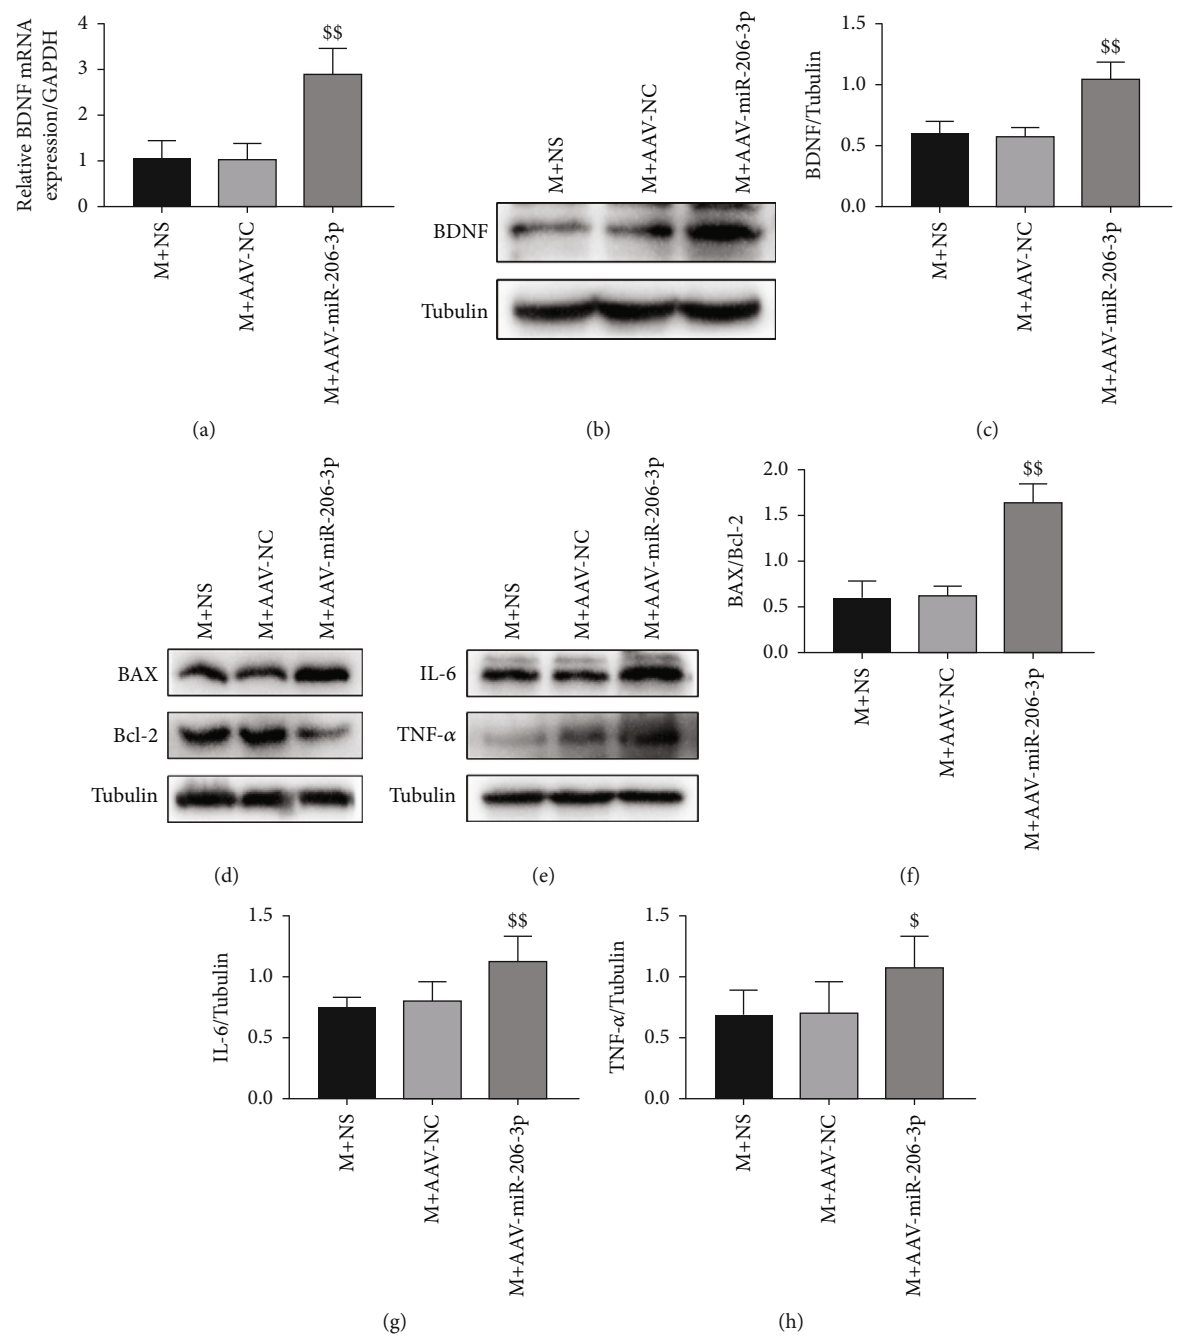 Relative BDNF mRNA
expression/GAPDH
4
3
2
1
0
$$
M+NS
M+AAV-NC
M+AAV-miR-206-3p
(a)
M+NS
M+AAV-NC
M+AAV-miR-206-3p
BDNF
Tubulin
(b)
BDNF/Tubulin
1.5
1.0
0.5
0.0
$$
M+NS
M+AAV-NC
M+AAV-miR-206-3p
(c)
M+NS
M+AAV-NC
M+AAV-miR-206-3p
BAX
Bcl-2
Tubulin
(d)
M+NS
M+AAV-NC
M+AAV-miR-206-3p
IL-6
TNF-α
Tubulin
(e)
BAX/Bcl-2
2.0
1.5
1.0
0.5
0.0
$$
M+NS
M+AAV-NC
M+AAV-miR-206-3p
(f)
IL-6/Tubulin
1.5
1.0
0.5
0.0
$$
M+NS
M+AAV-NC
M+AAV-miR-206-3p
(g)
TNF-α/Tubulin
1.5
1.0
0.5
0.0
$
M+NS
M+AAV-NC
M+AAV-miR-206-3p
(h)